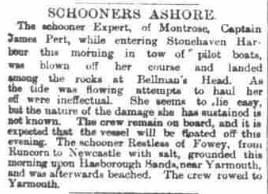 SCHOONERS ASHORE.
The schooner Expert, of Montrose, Captain
James Pert, while entering Stonehaven Har-
bour this morning in tow of pilot boats,
was blown off her course and landed
among the rocks at Bellman's Head. As
the tide was flowing attempts to haul her
off were ineffectual. She seems to lie easy,
but the nature of the damage she has sustained is
not known. The crew remain on board, and it is
expected that the vessel will be floated off this
evening. The schooner Restless of Fowey, from
Runcorn to Newcastle with salt, grounded this
morning upon Hasborough Sands, near Yarmouth,
and was afterwards beached. The crew rowed to
Yarmouth.